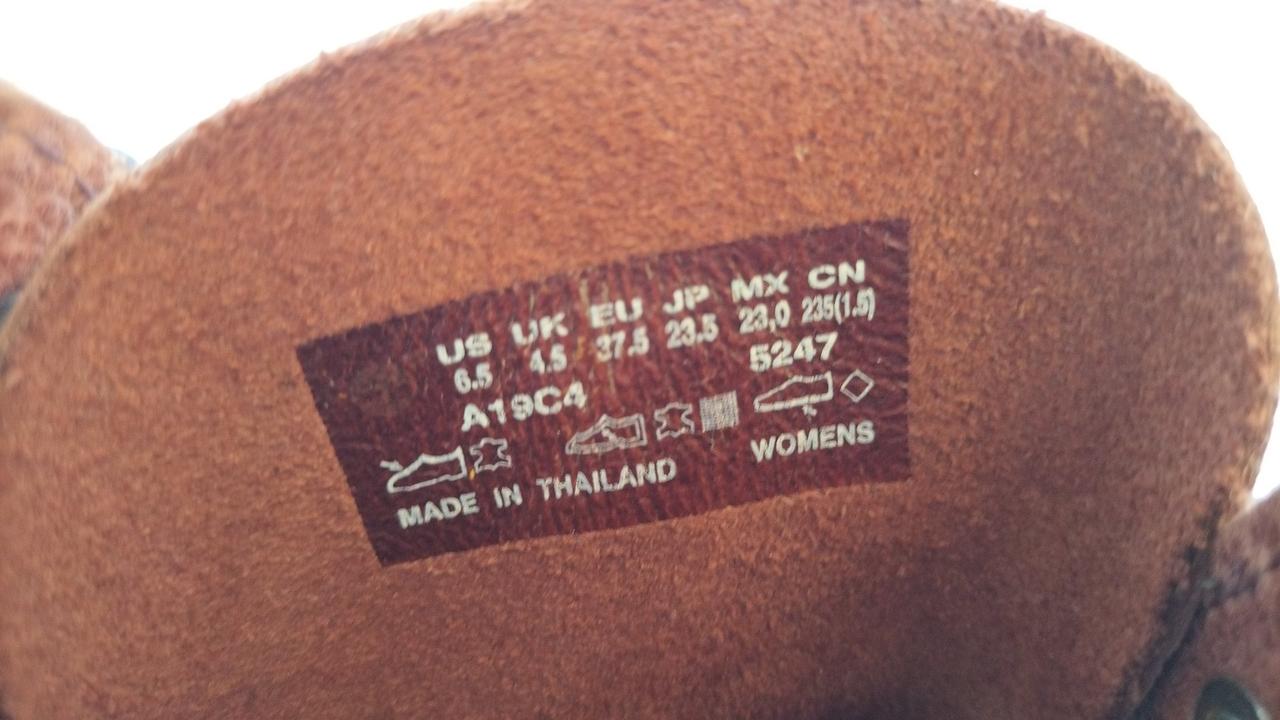 US UK EU JP MX CN
6.5 4.5 37.5 23.5 23,0 235(1.5)
A19C4 5247
MADE IN THAILAND WOMENS